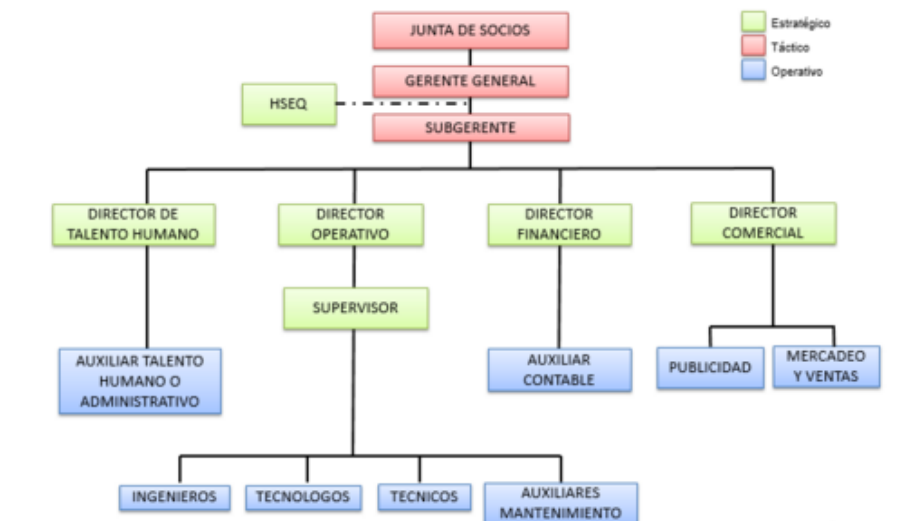 JUNTA DE SOCIOS
Estratégico
Táctico
Operativo
GERENTE GENERAL
HSEQ
SUBGERENTE
DIRECTOR DE
TALENTO HUMANO
DIRECTOR
OPERATIVO
DIRECTOR
FINANCIERO
DIRECTOR
COMERCIAL
SUPERVISOR
AUXILIAR TALENTO
HUMANO O
ADMINISTRATIVO
AUXILIAR
CONTABLE
PUBLICIDAD
MERCADEO
Y VENTAS
INGENIEROS
TECNOLOGOS
TECNICOS
AUXILIARES
MANTENIMIENTO